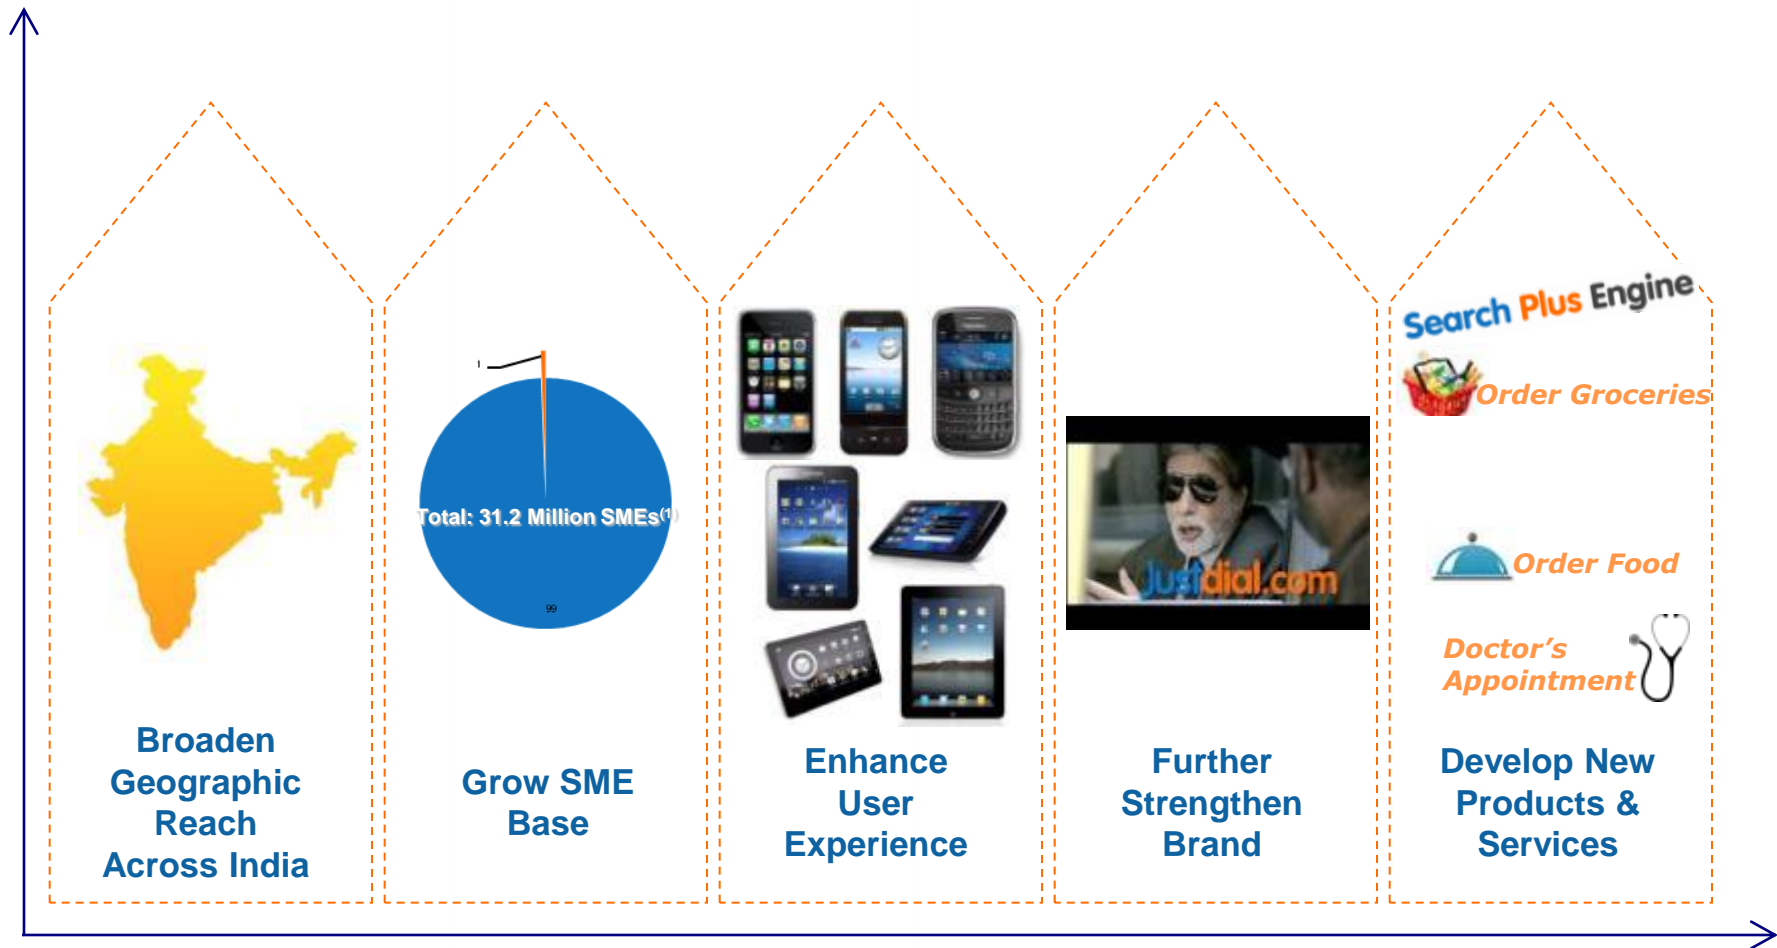 1
Total: 31.2 Million SMEs(1)
99
Justdial.com
Search Plus Engine
Order Groceries
Order Food
Doctor’s
Appointment
Broaden
Geographic
Reach
Across India
Grow SME
Base
Enhance
User
Experience
Further
Strengthen
Brand
Develop New
Products &
Services